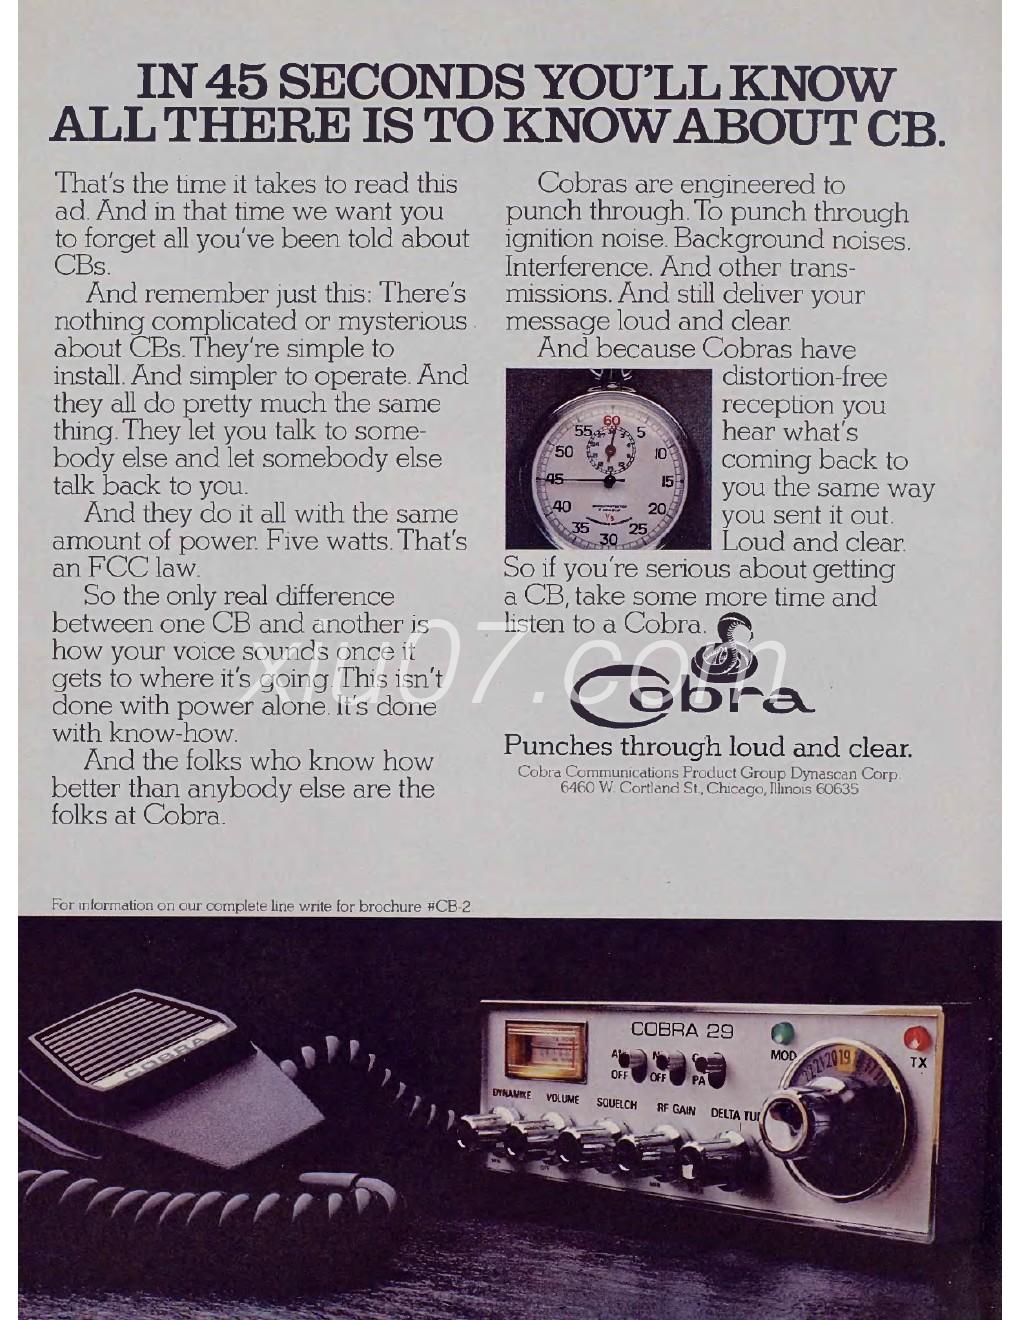 IN 45 SECONDS YOU'LL KNOW
ALL THERE IS TO KNOW ABOUT CB.
That's the time it takes to read this
ad. And in that time we want you
to forget all you've been told about
CBs.
And remember just this: There's
nothing complicated or mysterious
about CBs. They're simple to
install. And simpler to operate. And
they all do pretty much the same
thing. They let you talk to some-
body else and let somebody else
talk back to you.
And they do it all with the same
amount of power. Five watts. That's
an FCC law.
So the only real difference
between one CB and another is
how your voice sounds once it
gets to where it's going. This isn't
done with power alone. It's done
with know-how.
And the folks who know how
better than anybody else are the
folks at Cobra.
Cobras are engineered to
punch through. To punch through
ignition noise. Background noises.
Interference. And other trans-
missions. And still deliver your
message loud and clear.
And because Cobras have
distortion-free
reception you
hear what's
coming back to
you the same way
you sent it out.
Loud and clear.
So if you're serious about getting
a CB, take some more time and
listen to a Cobra.
60
55 5
50 10
45 15
40 20
35 25
30
xiu07.com
Cobra
Punches through loud and clear.
Cobra Communications Product Group Dynascan Corp.
6460 W. Cortland St., Chicago, Illinois 60635
For information on our complete line write for brochure #CB-2
COBRA
COBRA 29
MOD TX
OFF OFF PA
DYNAMIKE VOLUME SQUELCH RF GAIN DELTA TU
19